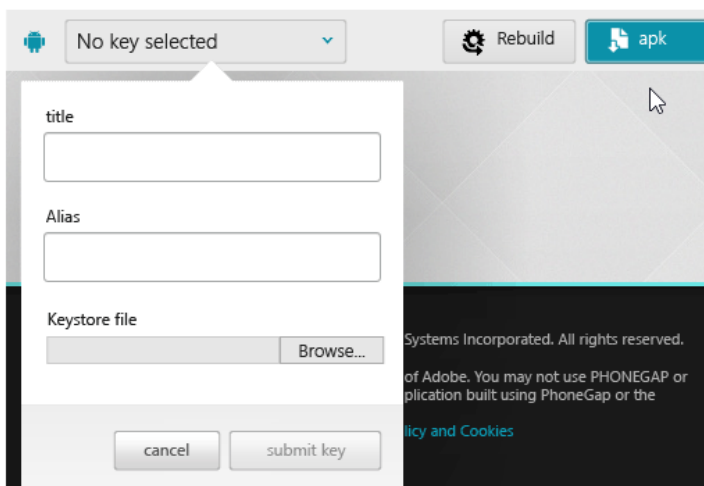 No key selected
Rebuild
apk
title
Alias
Keystore file
Browse...
cancel
submit key
Systems Incorporated. All rights reserved.
of Adobe. You may not use PHONEGAP or
plication built using PhoneGap or the
licy and Cookies